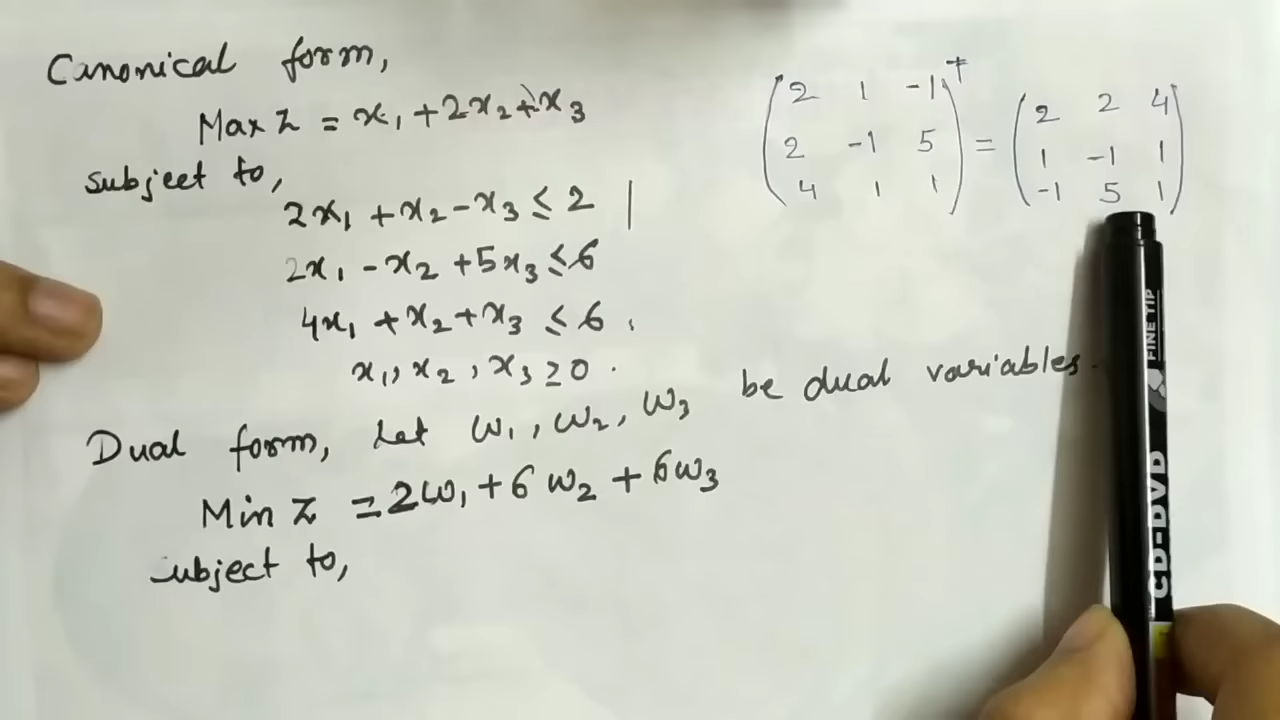 Canonical form,
Max Z = x₁ + 2x₂ + x₃
subject to,
2x₁ + x₂ - x₃ ≤ 2
2x₁ - x₂ + 5x₃ ≤ 6
4x₁ + x₂ + x₃ ≤ 6,
x₁, x₂, x₃ ≥ 0.
Dual form, Let w₁, w₂, w₃ be dual variables.
Min Z = 2w₁ + 6w₂ + 6w₃
subject to,
2 1 -1 T 2 2 4
2 -1 5 = 1 -1 1
4 1 1 -1 5 1
FINE TIP
CD-DVD